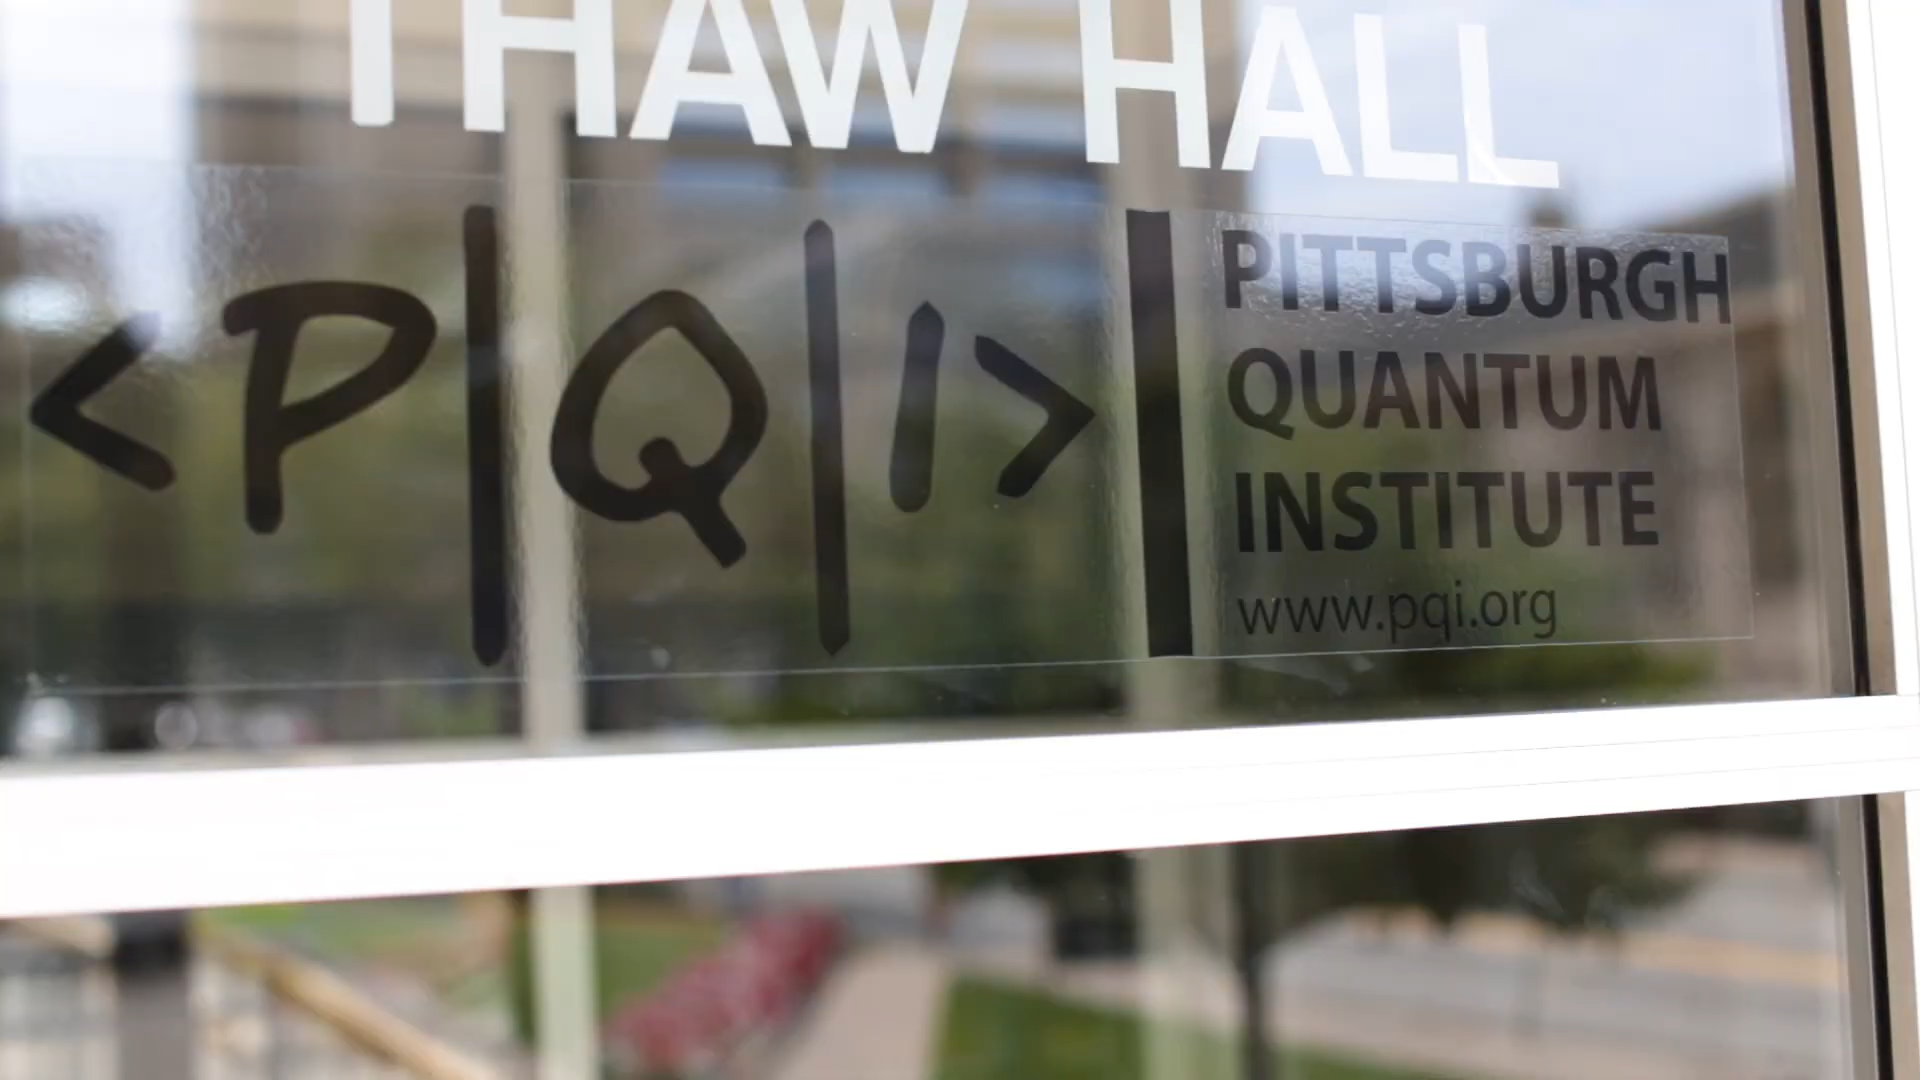 THAW HALL
<P|Q|I>
PITTSBURGH
QUANTUM
INSTITUTE
www.pqi.org